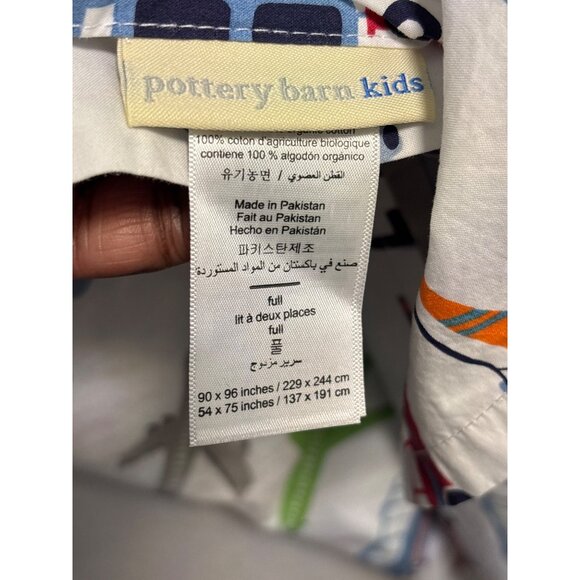 pottery barn kids
organic cotton
100% coton d'agriculture biologique
contiene 100 % algodón orgánico
유기농면 / القطن العضوي
Made in Pakistan
Fait au Pakistan
Hecho en Pakistán
파키스탄제조
صنع في باكستان من المواد المستوردة
full
lit à deux places
full
풀
سرير مزدوج
90 x 96 inches / 229 x 244 cm
54 x 75 inches / 137 x 191 cm